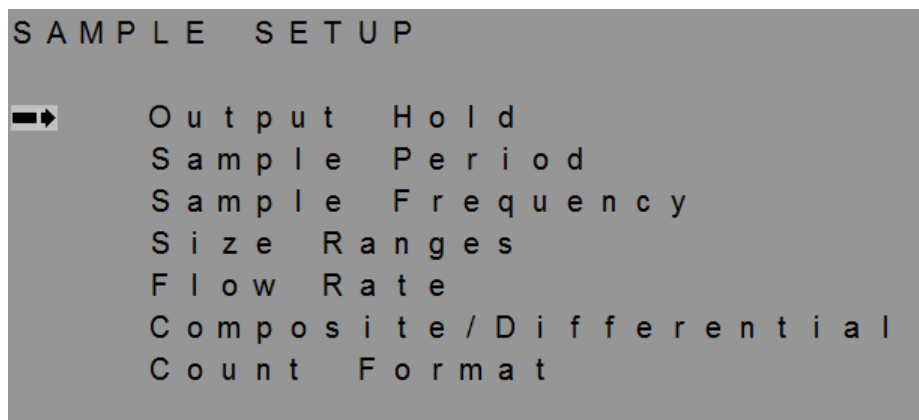 SAMPLE SETUP
Output Hold
Sample Period
Sample Frequency
Size Ranges
Flow Rate
Composite/Differential
Count Format